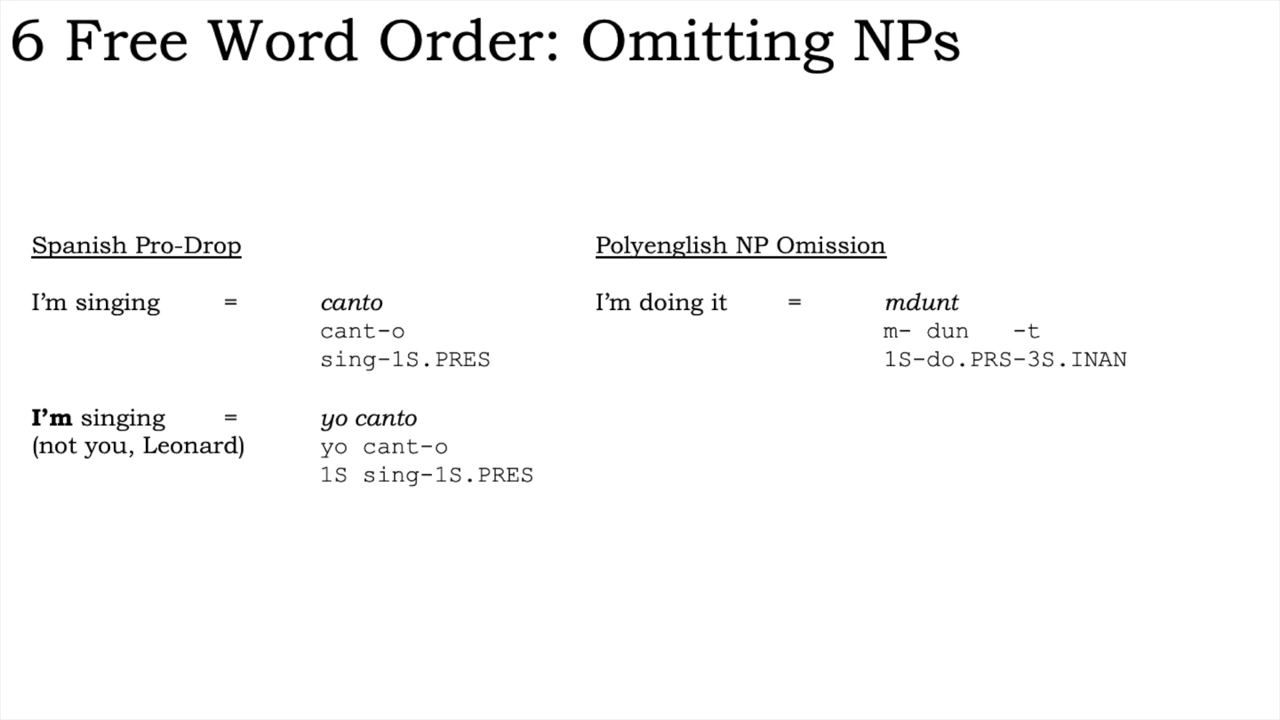 6 Free Word Order: Omitting NPs
Spanish Pro-Drop
I'm singing = canto
cant-o
sing-1S.PRES
I'm singing = yo canto
(not you, Leonard) yo cant-o
1S sing-1S.PRES
Polyenglish NP Omission
I'm doing it = mdunt
m- dun -t
1S-do.PRS-3S.INAN